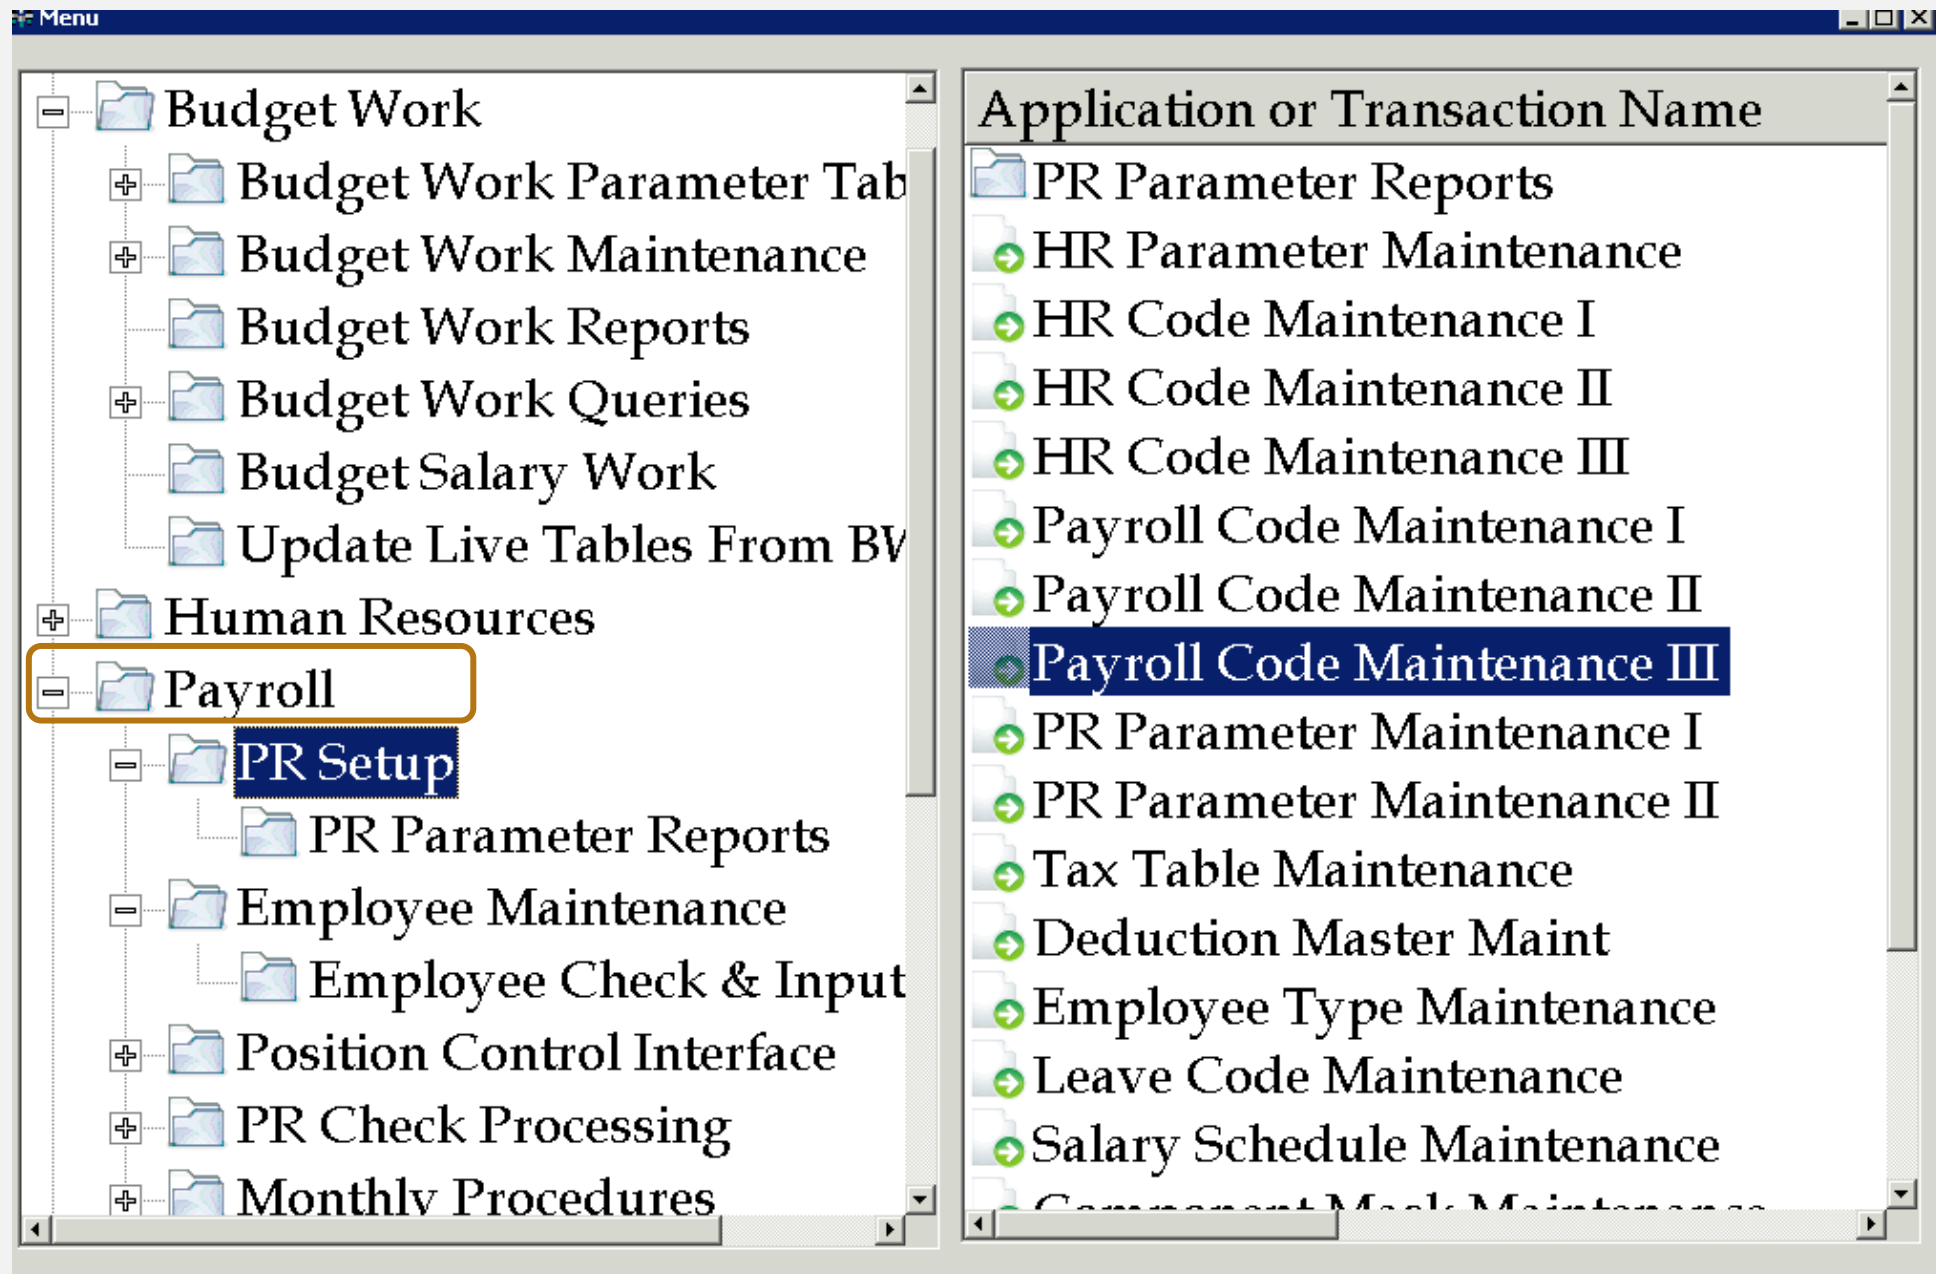 Menu
Budget Work
Budget Work Parameter Tab
Budget Work Maintenance
Budget Work Reports
Budget Work Queries
Budget Salary Work
Update Live Tables From BW
Human Resources
Payroll
PR Setup
PR Parameter Reports
Employee Maintenance
Employee Check & Input
Position Control Interface
PR Check Processing
Monthly Procedures
Application or Transaction Name
PR Parameter Reports
HR Parameter Maintenance
HR Code Maintenance I
HR Code Maintenance II
HR Code Maintenance III
Payroll Code Maintenance I
Payroll Code Maintenance II
Payroll Code Maintenance III
PR Parameter Maintenance I
PR Parameter Maintenance II
Tax Table Maintenance
Deduction Master Maint
Employee Type Maintenance
Leave Code Maintenance
Salary Schedule Maintenance
Component Mask Maintenance